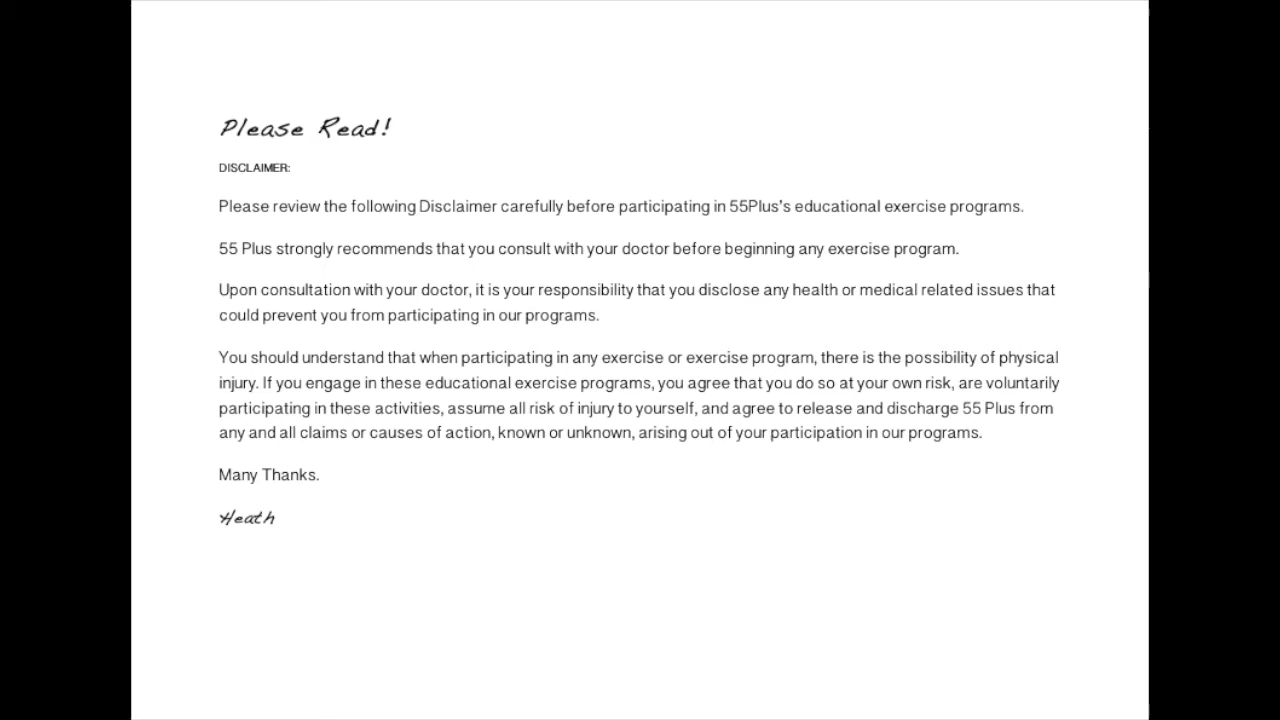 Please Read!
DISCLAIMER:
Please review the following Disclaimer carefully before participating in 55Plus's educational exercise programs.
55 Plus strongly recommends that you consult with your doctor before beginning any exercise program.
Upon consultation with your doctor, it is your responsibility that you disclose any health or medical related issues that
could prevent you from participating in our programs.
You should understand that when participating in any exercise or exercise program, there is the possibility of physical
injury. If you engage in these educational exercise programs, you agree that you do so at your own risk, are voluntarily
participating in these activities, assume all risk of injury to yourself, and agree to release and discharge 55 Plus from
any and all claims or causes of action, known or unknown, arising out of your participation in our programs.
Many Thanks.
Heath